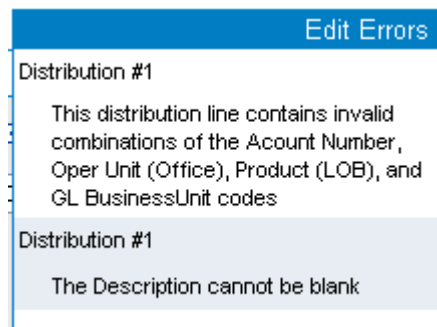 Edit Errors
Distribution #1
This distribution line contains invalid
combinations of the Acount Number,
Oper Unit (Office), Product (LOB), and
GL BusinessUnit codes
Distribution #1
The Description cannot be blank